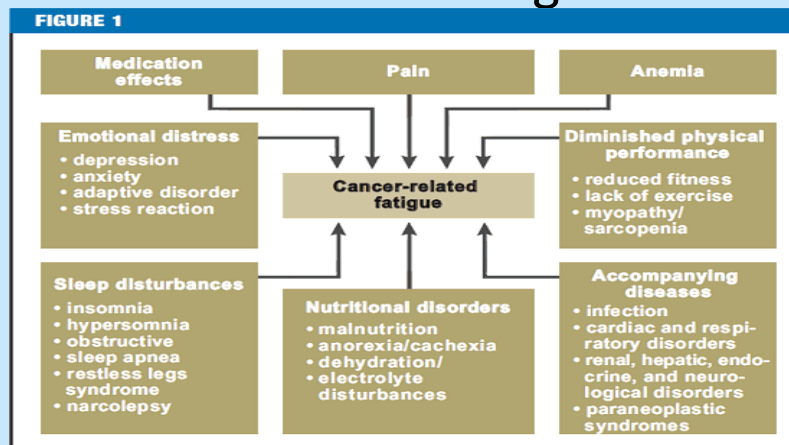 FIGURE 1
Medication
effects
Pain
Anemia
Emotional distress
• depression
• anxiety
• adaptive disorder
• stress reaction
Cancer-related
fatigue
Diminished physical
performance
• reduced fitness
• lack of exercise
• myopathy/
sarcopenia
Sleep disturbances
• insomnia
• hypersomnia
• obstructive
• sleep apnea
• restless legs
syndrome
• narcolepsy
Nutritional disorders
• malnutrition
• anorexia/cachexia
• dehydration/
• electrolyte
disturbances
Accompanying
diseases
• infection
• cardiac and respi-
ratory disorders
• renal, hepatic, endo-
crine, and neuro-
logical disorders
• paraneoplastic
syndromes